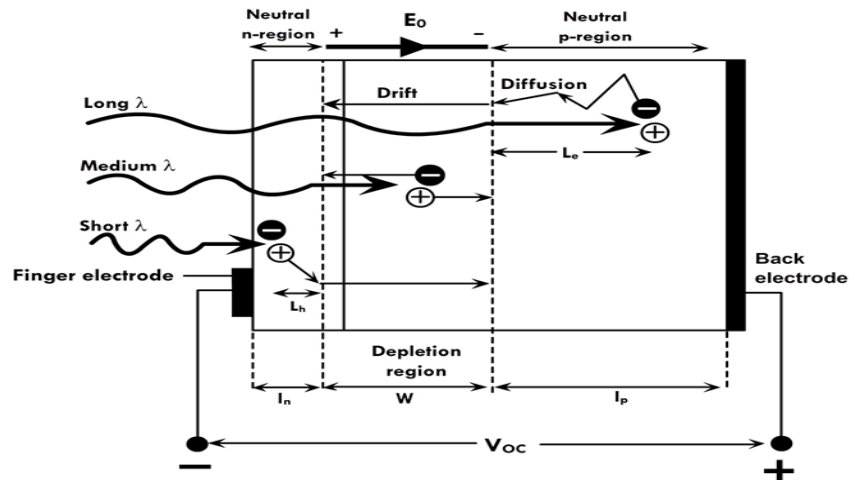 Neutral
n-region
+
E₀
−
Neutral
p-region
Drift
Diffusion
Long λ
−
+
Lₑ
Medium λ
−
+
Short λ
−
+
Finger electrode
Lₕ
Back
electrode
Depletion
region
lₙ
W
lₚ
V_OC
−
+